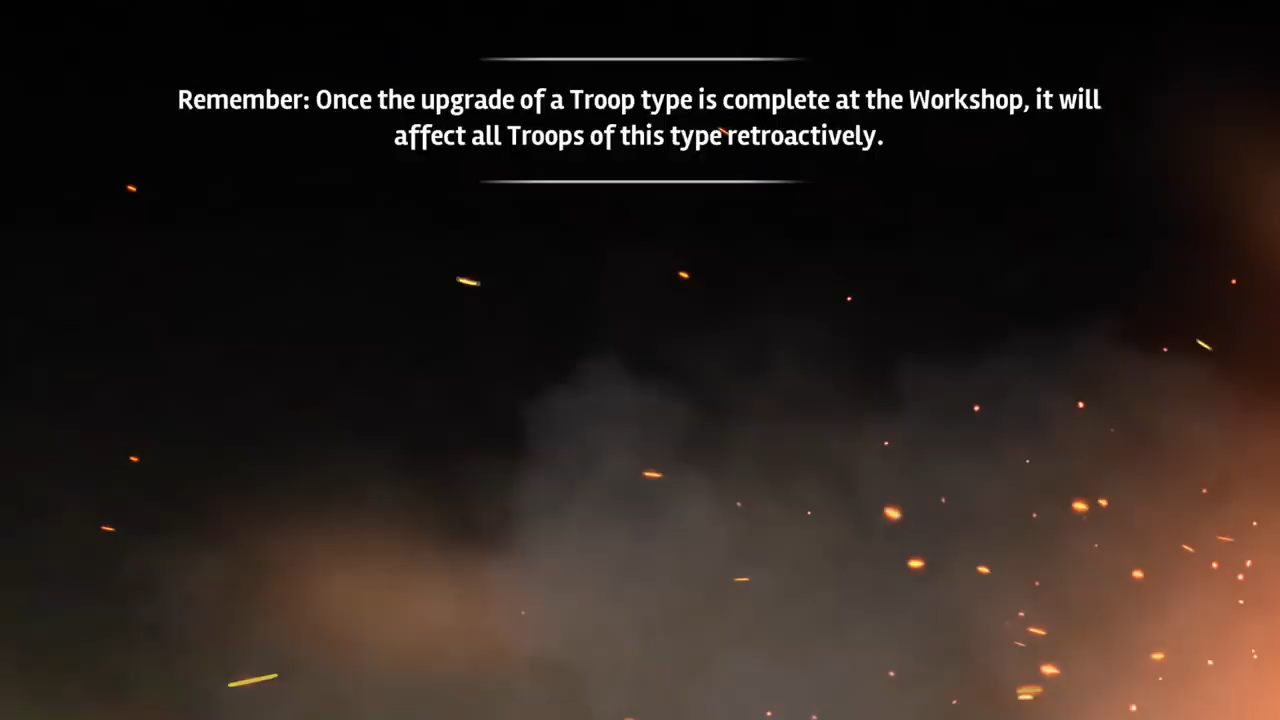 Remember: Once the upgrade of a Troop type is complete at the Workshop, it will
affect all Troops of this type retroactively.